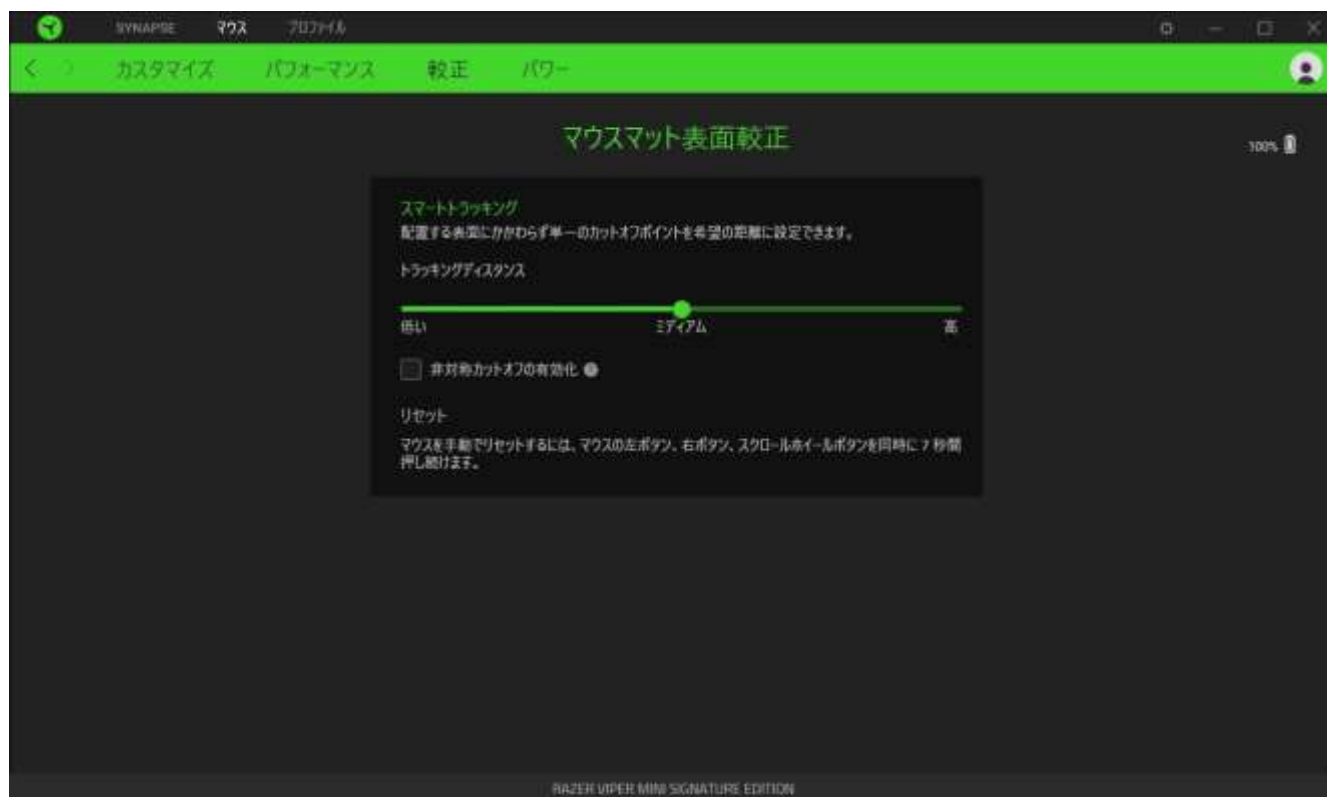 SYNAPSE マウス プロファイル
カスタマイズ パフォーマンス 較正 パワー
マウスマット表面較正
100%
スマートトラッキング
配置する表面にかかわらず単一のカットオフポイントを希望の距離に設定できます。
トラッキングディスタンス
低い ミディアム 高
非対称カットオフの有効化
リセット
マウスを手動でリセットするには、マウスの左ボタン、右ボタン、スクロールホイールボタンを同時に 7 秒間
押し続けます。
RAZER VIPER MINI SIGNATURE EDITION